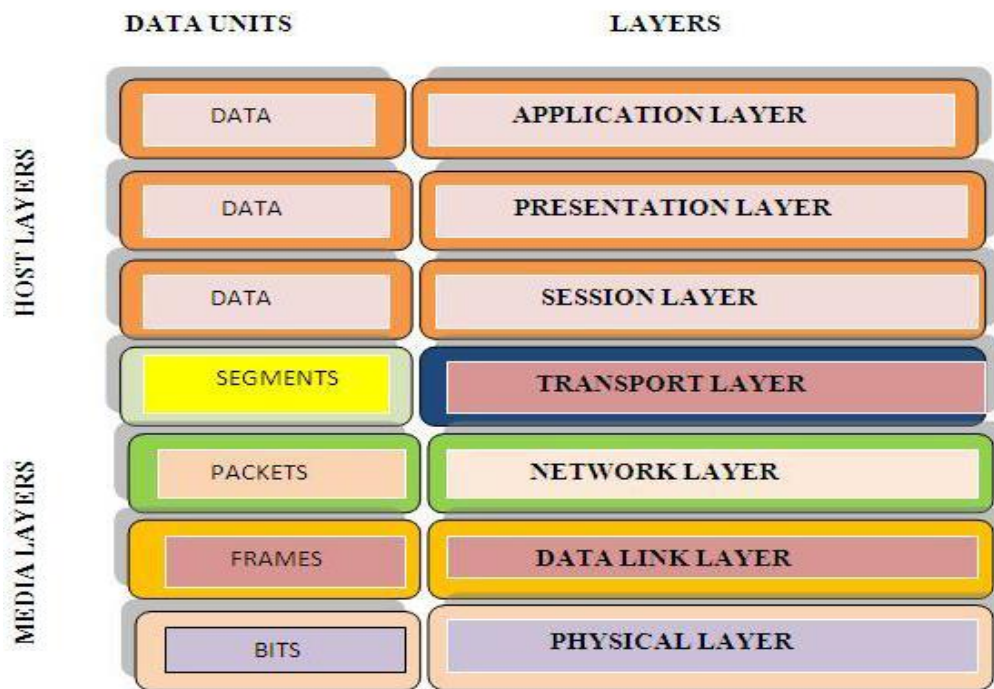 DATA UNITS
LAYERS
HOST LAYERS
DATA
APPLICATION LAYER
DATA
PRESENTATION LAYER
DATA
SESSION LAYER
SEGMENTS
TRANSPORT LAYER
MEDIA LAYERS
PACKETS
NETWORK LAYER
FRAMES
DATA LINK LAYER
BITS
PHYSICAL LAYER